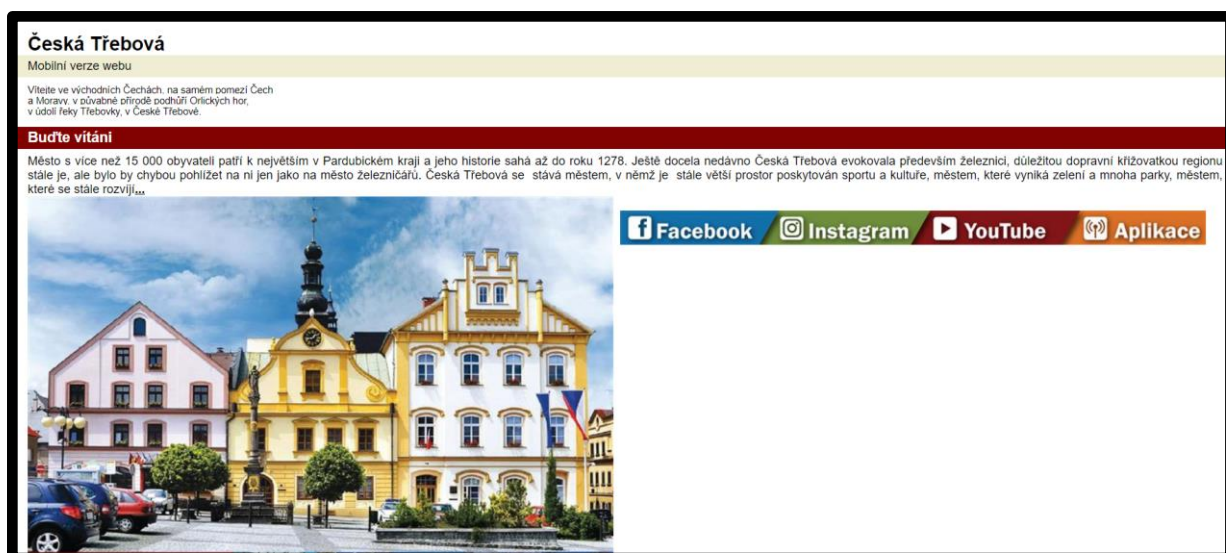 Česká Třebová
Mobilní verze webu
Vítejte ve východních Čechách, na samém pomezí Čech
a Moravy, v půvabné přírodě podhůří Orlických hor,
v údolí řeky Třebovky, v České Třebové.
Buďte vítáni
Město s více než 15 000 obyvateli patří k největším v Pardubickém kraji a jeho historie sahá až do roku 1278. Ještě docela nedávno Česká Třebová evokovala především železnici, důležitou dopravní křižovatkou regionu
stále je, ale bylo by chybou pohlížet na ni jen jako na město železničářů. Česká Třebová se stává městem, v němž je stále větší prostor poskytován sportu a kultuře, městem, které vyniká zelení a mnoha parky, městem,
které se stále rozvíjí...
Facebook Instagram YouTube Aplikace